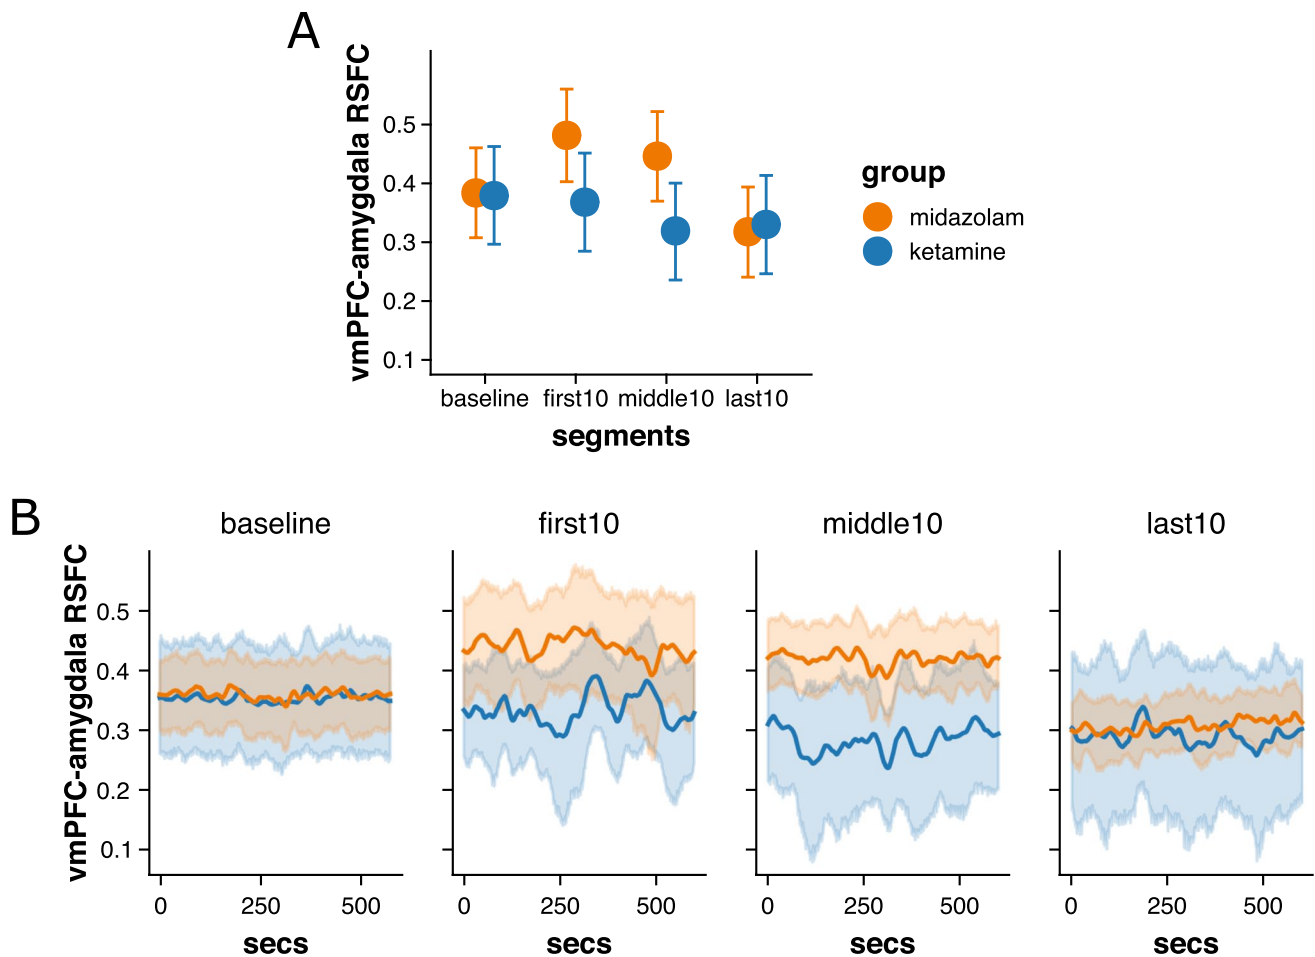 A
vmPFC-amygdala RSFC
0.5
0.4
0.3
0.2
0.1
baseline first10 middle10 last10
segments
group
midazolam
ketamine
B
baseline first10 middle10 last10
vmPFC-amygdala RSFC
0.5
0.4
0.3
0.2
0.1
0 250 500 0 250 500 0 250 500 0 250 500
secs secs secs secs